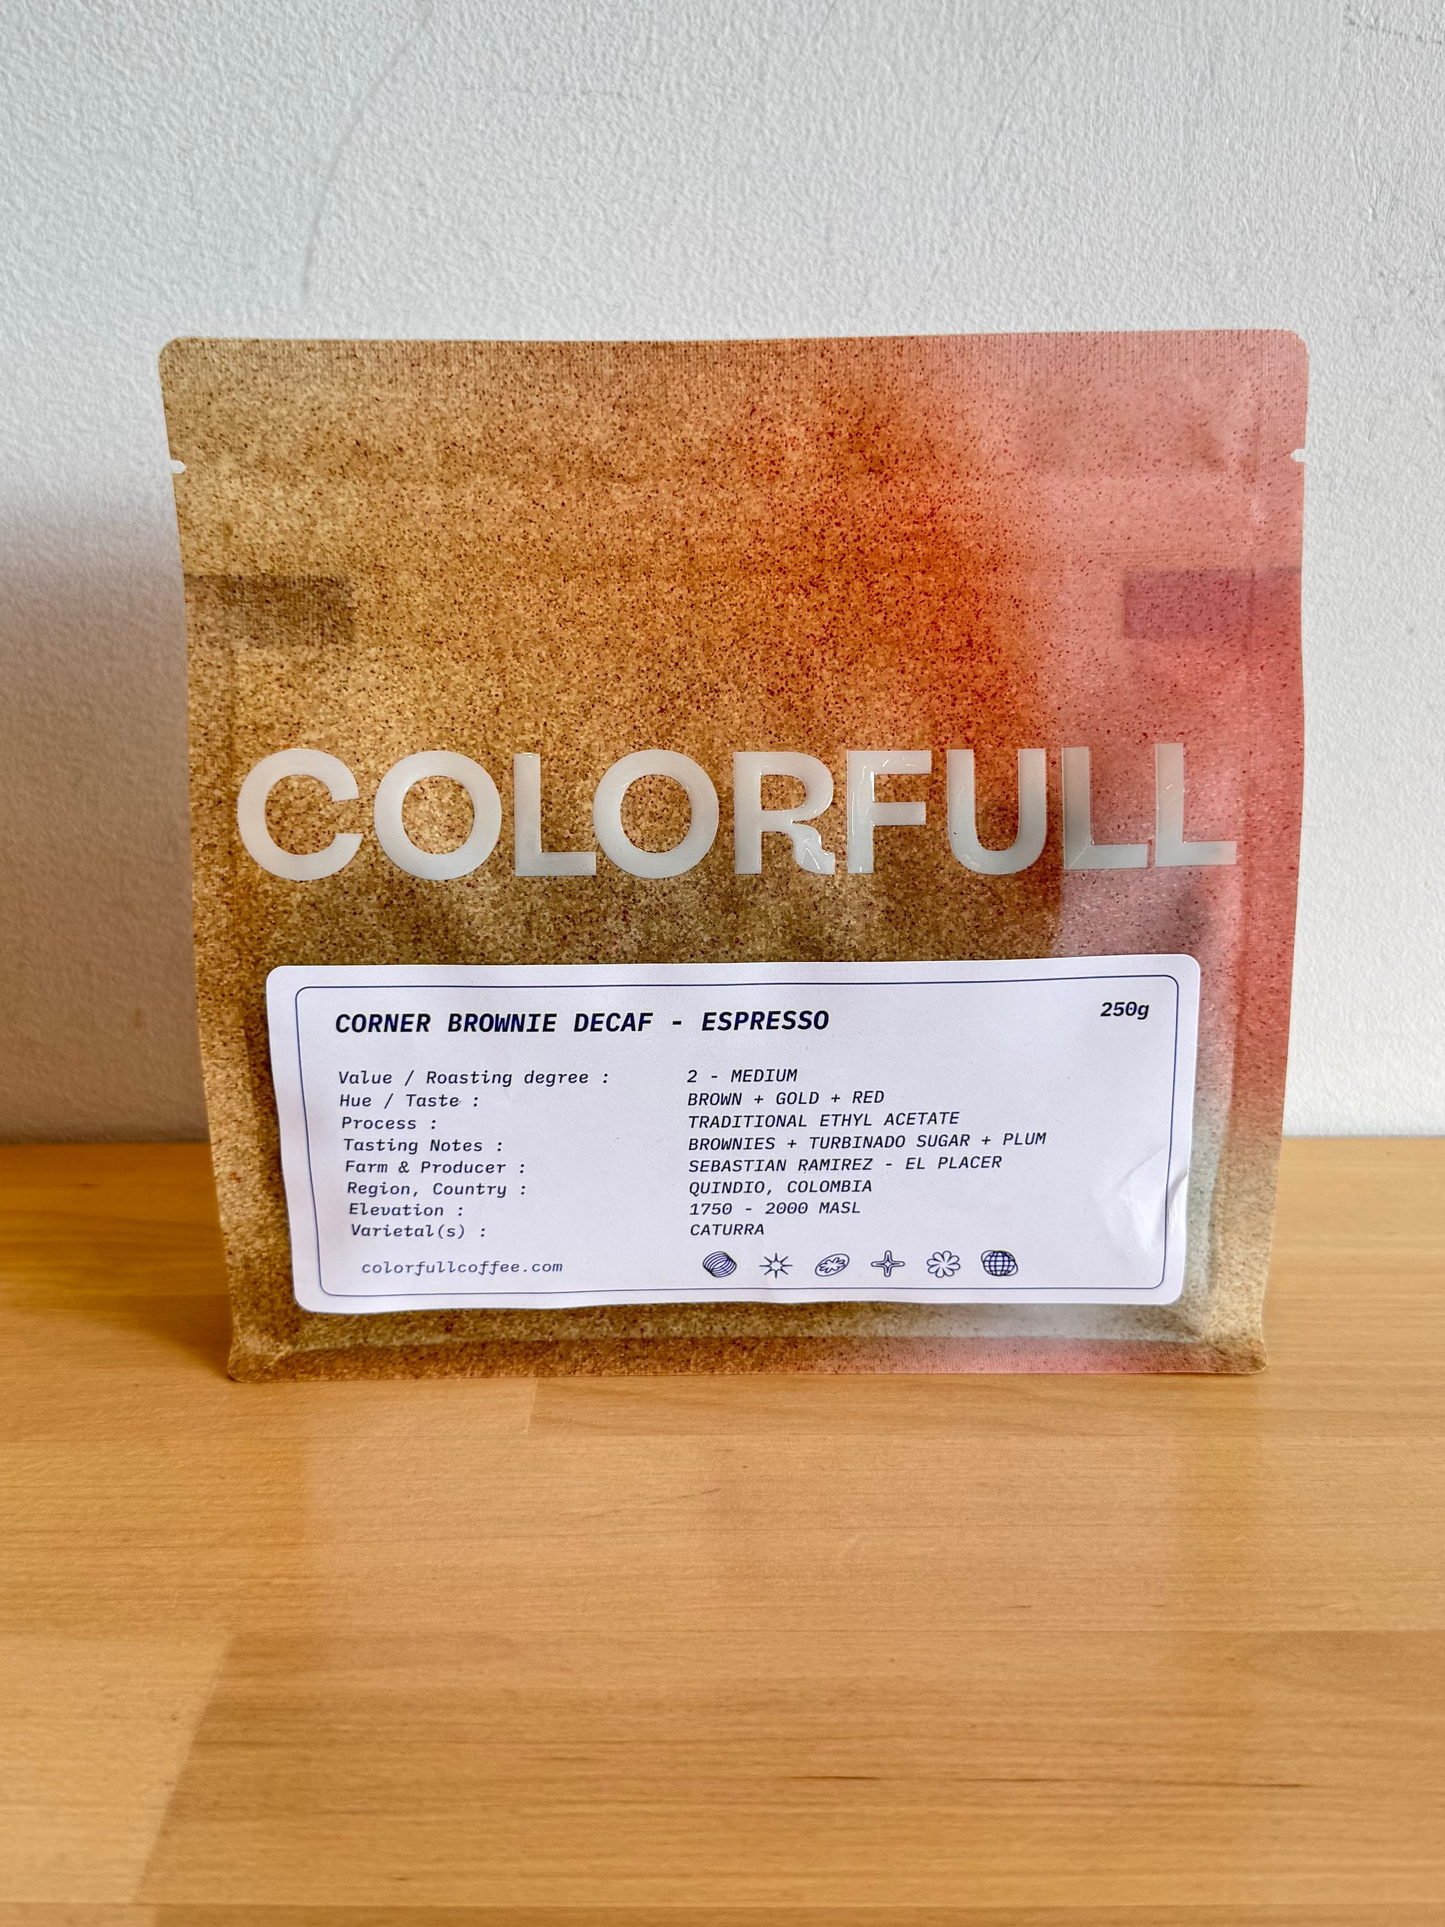 COLORFULL
CORNER BROWNIE DECAF - ESPRESSO 250g
Value / Roasting degree : 2 - MEDIUM
Hue / Taste : BROWN + GOLD + RED
Process : TRADITIONAL ETHYL ACETATE
Tasting Notes : BROWNIES + TURBINADO SUGAR + PLUM
Farm & Producer : SEBASTIAN RAMIREZ - EL PLACER
Region, Country : QUINDIO, COLOMBIA
Elevation : 1750 - 2000 MASL
Varietal(s) : CATURRA
colorfullcoffee.com